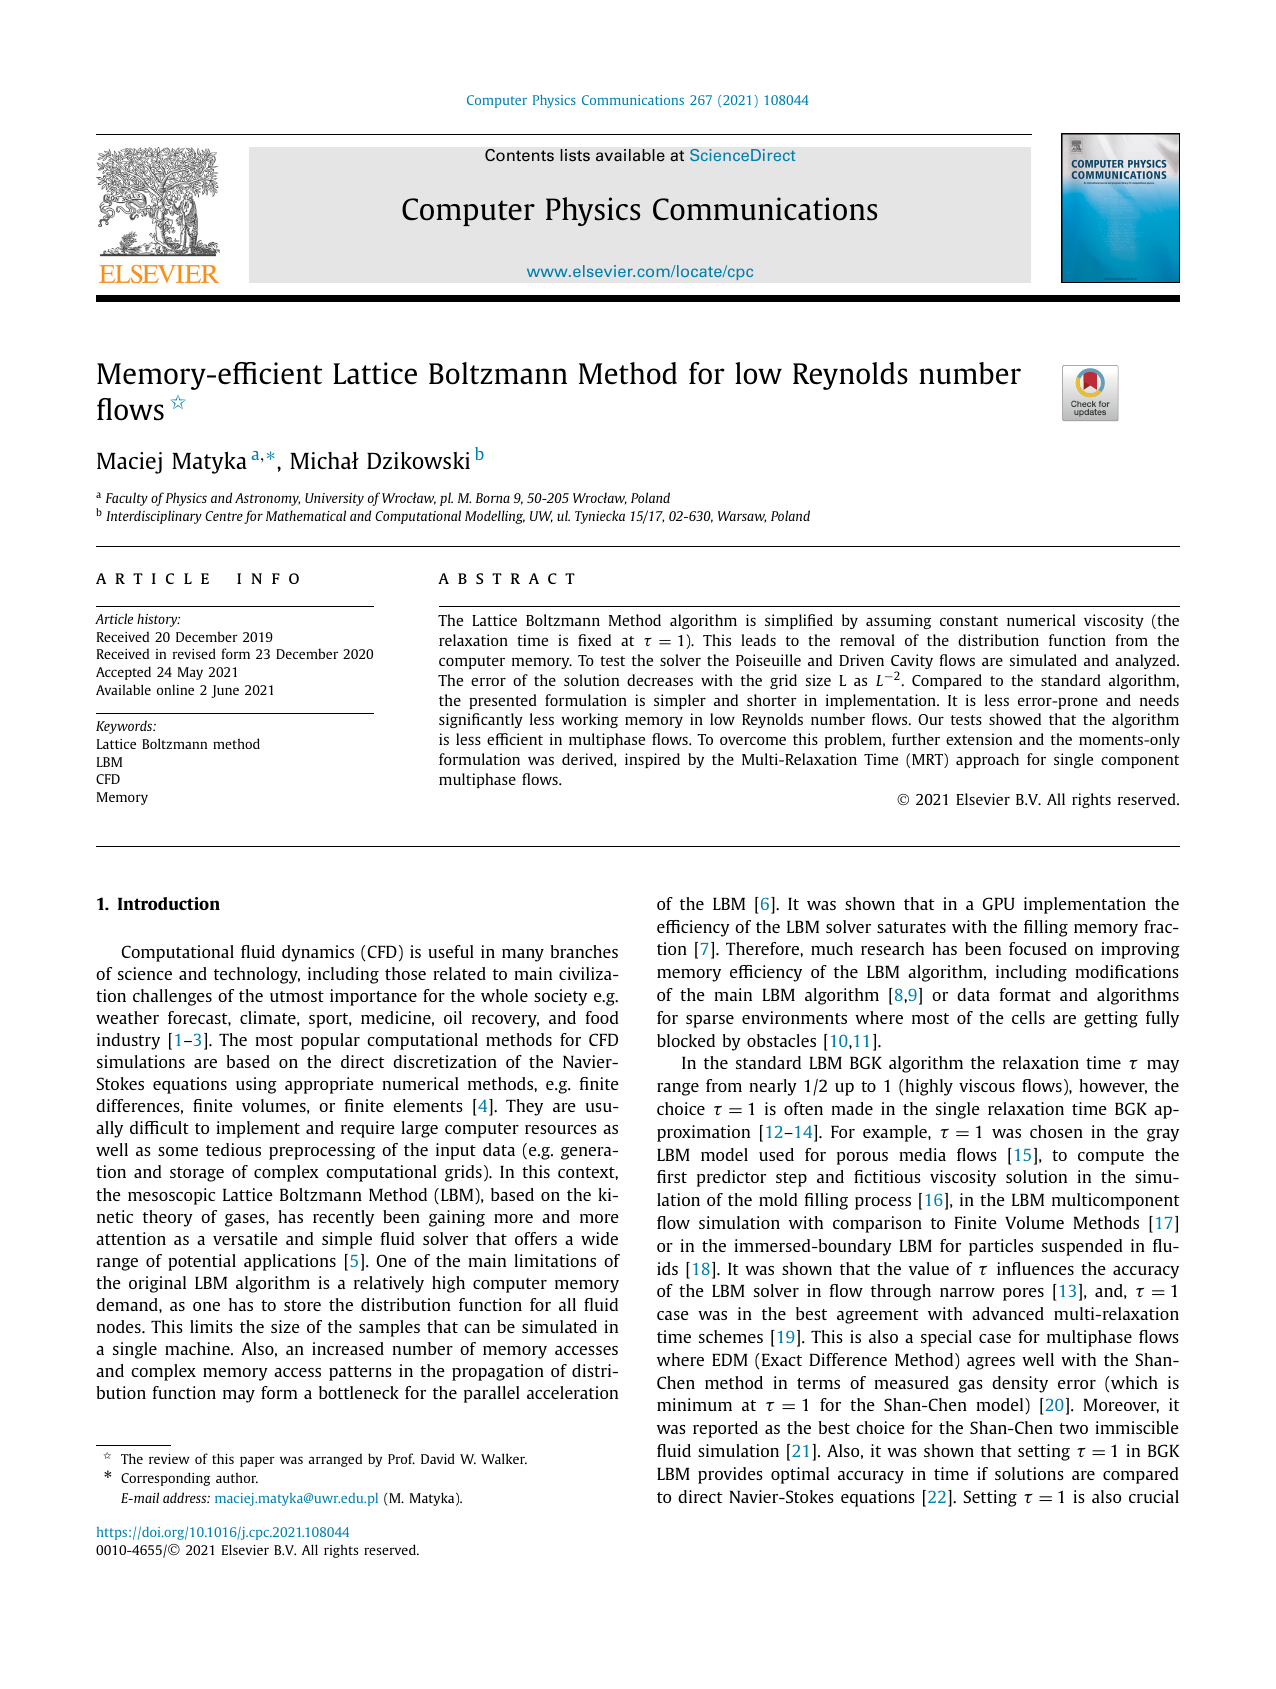 Computer Physics Communications 267 (2021) 108044
Contents lists available at ScienceDirect
Computer Physics Communications
www.elsevier.com/locate/cpc
ELSEVIER
COMPUTER PHYSICS
COMMUNICATIONS
Memory-efficient Lattice Boltzmann Method for low Reynolds number
flows ☆
Check for
updates
Maciej Matyka a,∗, Michał Dzikowski b
a Faculty of Physics and Astronomy, University of Wrocław, pl. M. Borna 9, 50-205 Wrocław, Poland
b Interdisciplinary Centre for Mathematical and Computational Modelling, UW, ul. Tyniecka 15/17, 02-630, Warsaw, Poland
ARTICLE INFO
Article history:
Received 20 December 2019
Received in revised form 23 December 2020
Accepted 24 May 2021
Available online 2 June 2021
Keywords:
Lattice Boltzmann method
LBM
CFD
Memory
ABSTRACT
The Lattice Boltzmann Method algorithm is simplified by assuming constant numerical viscosity (the
relaxation time is fixed at τ = 1). This leads to the removal of the distribution function from the
computer memory. To test the solver the Poiseuille and Driven Cavity flows are simulated and analyzed.
The error of the solution decreases with the grid size L as L−2. Compared to the standard algorithm,
the presented formulation is simpler and shorter in implementation. It is less error-prone and needs
significantly less working memory in low Reynolds number flows. Our tests showed that the algorithm
is less efficient in multiphase flows. To overcome this problem, further extension and the moments-only
formulation was derived, inspired by the Multi-Relaxation Time (MRT) approach for single component
multiphase flows.
© 2021 Elsevier B.V. All rights reserved.
1. Introduction
Computational fluid dynamics (CFD) is useful in many branches
of science and technology, including those related to main civiliza-
tion challenges of the utmost importance for the whole society e.g.
weather forecast, climate, sport, medicine, oil recovery, and food
industry [1–3]. The most popular computational methods for CFD
simulations are based on the direct discretization of the Navier-
Stokes equations using appropriate numerical methods, e.g. finite
differences, finite volumes, or finite elements [4]. They are usu-
ally difficult to implement and require large computer resources as
well as some tedious preprocessing of the input data (e.g. genera-
tion and storage of complex computational grids). In this context,
the mesoscopic Lattice Boltzmann Method (LBM), based on the ki-
netic theory of gases, has recently been gaining more and more
attention as a versatile and simple fluid solver that offers a wide
range of potential applications [5]. One of the main limitations of
the original LBM algorithm is a relatively high computer memory
demand, as one has to store the distribution function for all fluid
nodes. This limits the size of the samples that can be simulated in
a single machine. Also, an increased number of memory accesses
and complex memory access patterns in the propagation of distri-
bution function may form a bottleneck for the parallel acceleration
of the LBM [6]. It was shown that in a GPU implementation the
efficiency of the LBM solver saturates with the filling memory frac-
tion [7]. Therefore, much research has been focused on improving
memory efficiency of the LBM algorithm, including modifications
of the main LBM algorithm [8,9] or data format and algorithms
for sparse environments where most of the cells are getting fully
blocked by obstacles [10,11].
In the standard LBM BGK algorithm the relaxation time τ may
range from nearly 1/2 up to 1 (highly viscous flows), however, the
choice τ = 1 is often made in the single relaxation time BGK ap-
proximation [12–14]. For example, τ = 1 was chosen in the gray
LBM model used for porous media flows [15], to compute the
first predictor step and fictitious viscosity solution in the simu-
lation of the mold filling process [16], in the LBM multicomponent
flow simulation with comparison to Finite Volume Methods [17]
or in the immersed-boundary LBM for particles suspended in flu-
ids [18]. It was shown that the value of τ influences the accuracy
of the LBM solver in flow through narrow pores [13], and, τ = 1
case was in the best agreement with advanced multi-relaxation
time schemes [19]. This is also a special case for multiphase flows
where EDM (Exact Difference Method) agrees well with the Shan-
Chen method in terms of measured gas density error (which is
minimum at τ = 1 for the Shan-Chen model) [20]. Moreover, it
was reported as the best choice for the Shan-Chen two immiscible
fluid simulation [21]. Also, it was shown that setting τ = 1 in BGK
LBM provides optimal accuracy in time if solutions are compared
to direct Navier-Stokes equations [22]. Setting τ = 1 is also crucial
☆ The review of this paper was arranged by Prof. David W. Walker.
∗ Corresponding author.
E-mail address: maciej.matyka@uwr.edu.pl (M. Matyka).
https://doi.org/10.1016/j.cpc.2021.108044
0010-4655/© 2021 Elsevier B.V. All rights reserved.